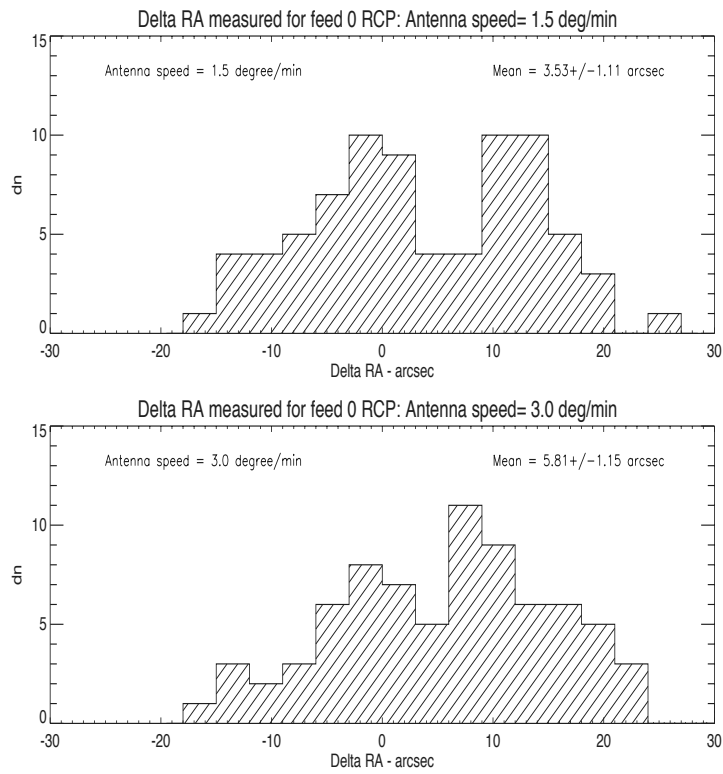 Delta RA measured for feed 0 RCP: Antenna speed= 1.5 deg/min
15
Antenna speed = 1.5 degree/min
Mean = 3.53+/-1.11 arcsec
10
dn
5
0
-30
-20
-10
0
10
20
30
Delta RA - arcsec
Delta RA measured for feed 0 RCP: Antenna speed= 3.0 deg/min
15
Antenna speed = 3.0 degree/min
Mean = 5.81+/-1.15 arcsec
10
dn
5
0
-30
-20
-10
0
10
20
30
Delta RA - arcsec